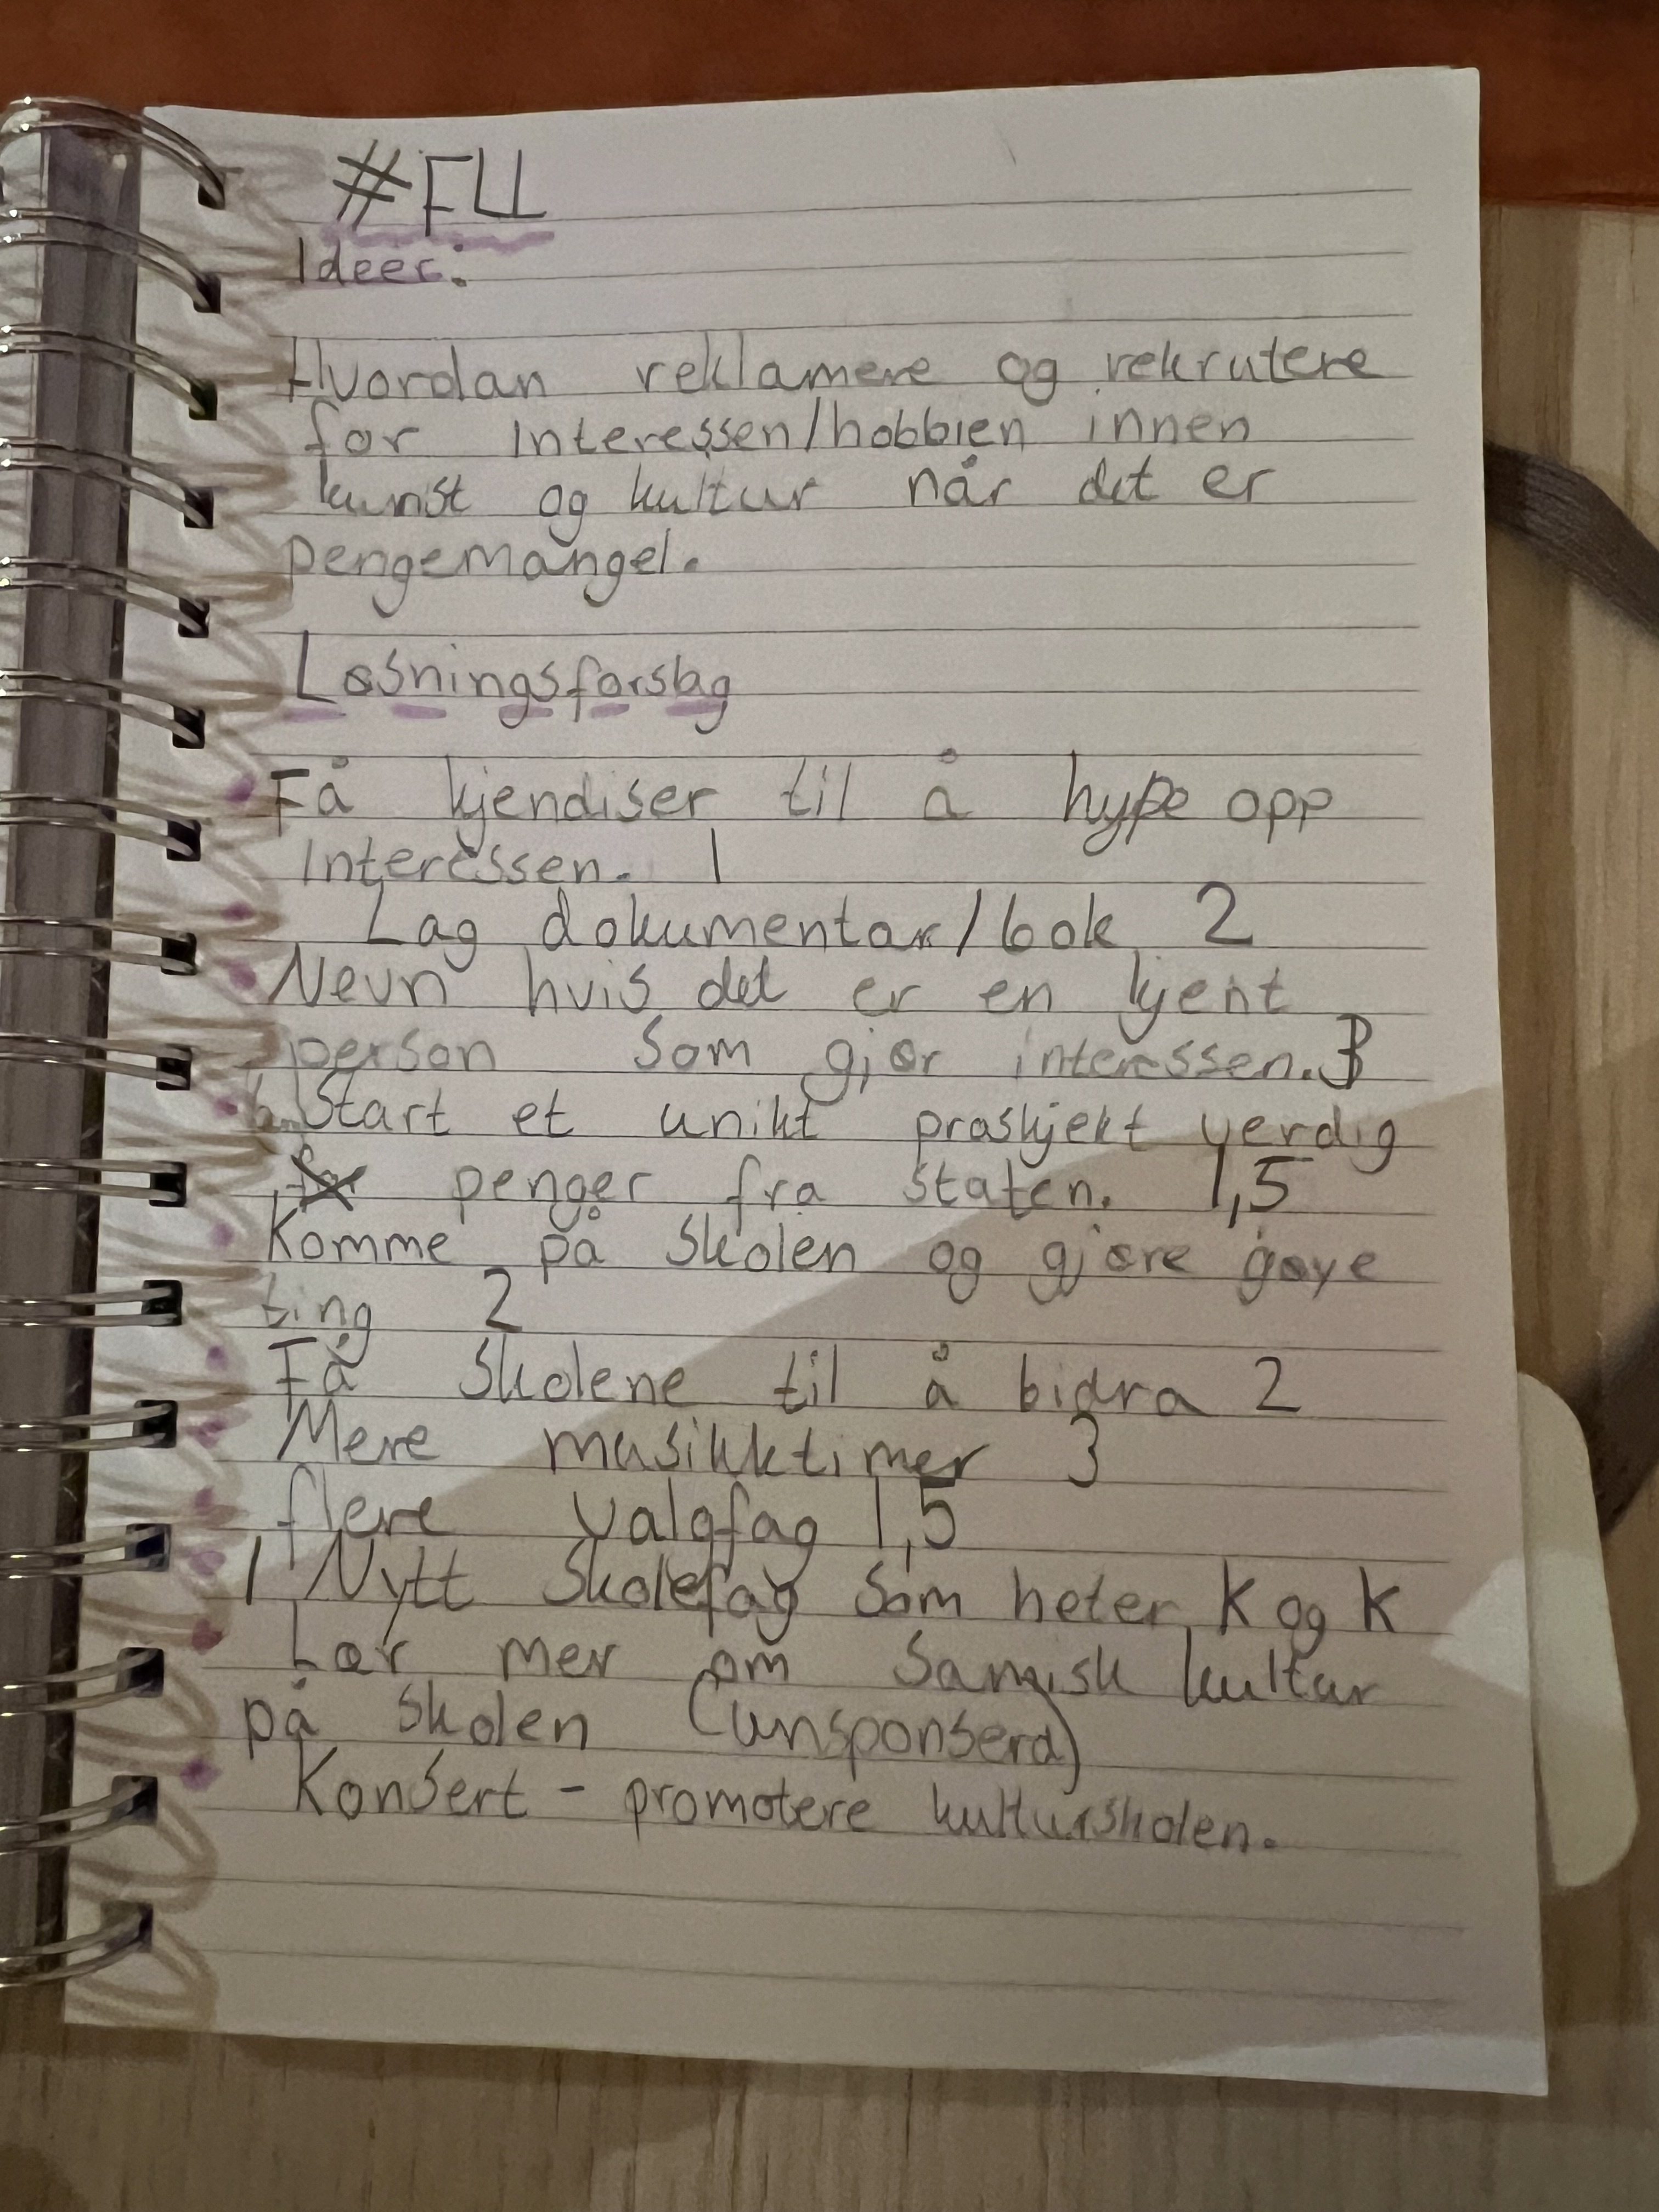 #FLL
Ideer:
Hvordan reklamere og rekrutere
for Interessen/hobbien innen
kunst og kultur når det er
pengemangel.
Løsningsforslag
Få kjendiser til å hype opp
Interessen. 1
Lag dokumentar/bok 2
Nevn hvis det er en kjent
person som gjør interessen. 3
Start et unikt prosjkjekt verdig
penger fra staten. 1,5
Komme på skolen og gjøre gøye
ting 2
Få skolene til å bidra 2
Mere musikktimer 3
flere valgfag 1,5
1 Nytt skolefag som heter K og K
Lær mer om Samisk kultur
på skolen (unsponserd)
Konsert - promotere kulturskolen.